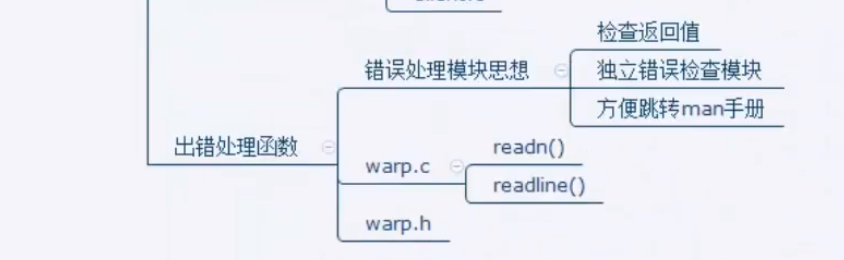 检查返回值
错误处理模块思想
独立错误检查模块
方便跳转man手册
出错处理函数
readn()
warp.c
readline()
warp.h